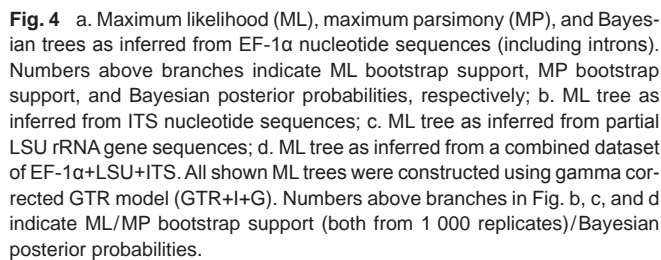 Fig. 4 a. Maximum likelihood (ML), maximum parsimony (MP), and Bayes-
ian trees as inferred from EF-1α nucleotide sequences (including introns).
Numbers above branches indicate ML bootstrap support, MP bootstrap
support, and Bayesian posterior probabilities, respectively; b. ML tree as
inferred from ITS nucleotide sequences; c. ML tree as inferred from partial
LSU rRNA gene sequences; d. ML tree as inferred from a combined dataset
of EF-1α+LSU+ITS. All shown ML trees were constructed using gamma cor-
rected GTR model (GTR+I+G). Numbers above branches in Fig. b, c, and d
indicate ML/MP bootstrap support (both from 1 000 replicates)/Bayesian
posterior probabilities.